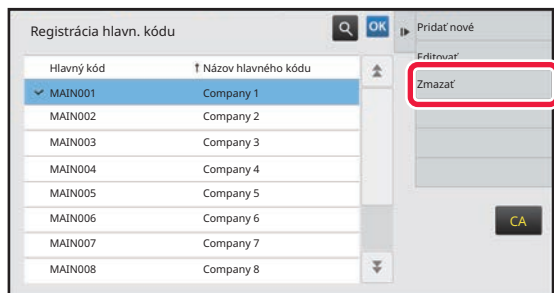 Registrácia hlavn. kódu
OK
Pridať nové
Editovať
Zmazať
Hlavný kód Názov hlavného kódu
MAIN001 Company 1
MAIN002 Company 2
MAIN003 Company 3
MAIN004 Company 4
MAIN005 Company 5
MAIN006 Company 6
MAIN007 Company 7
MAIN008 Company 8
CA